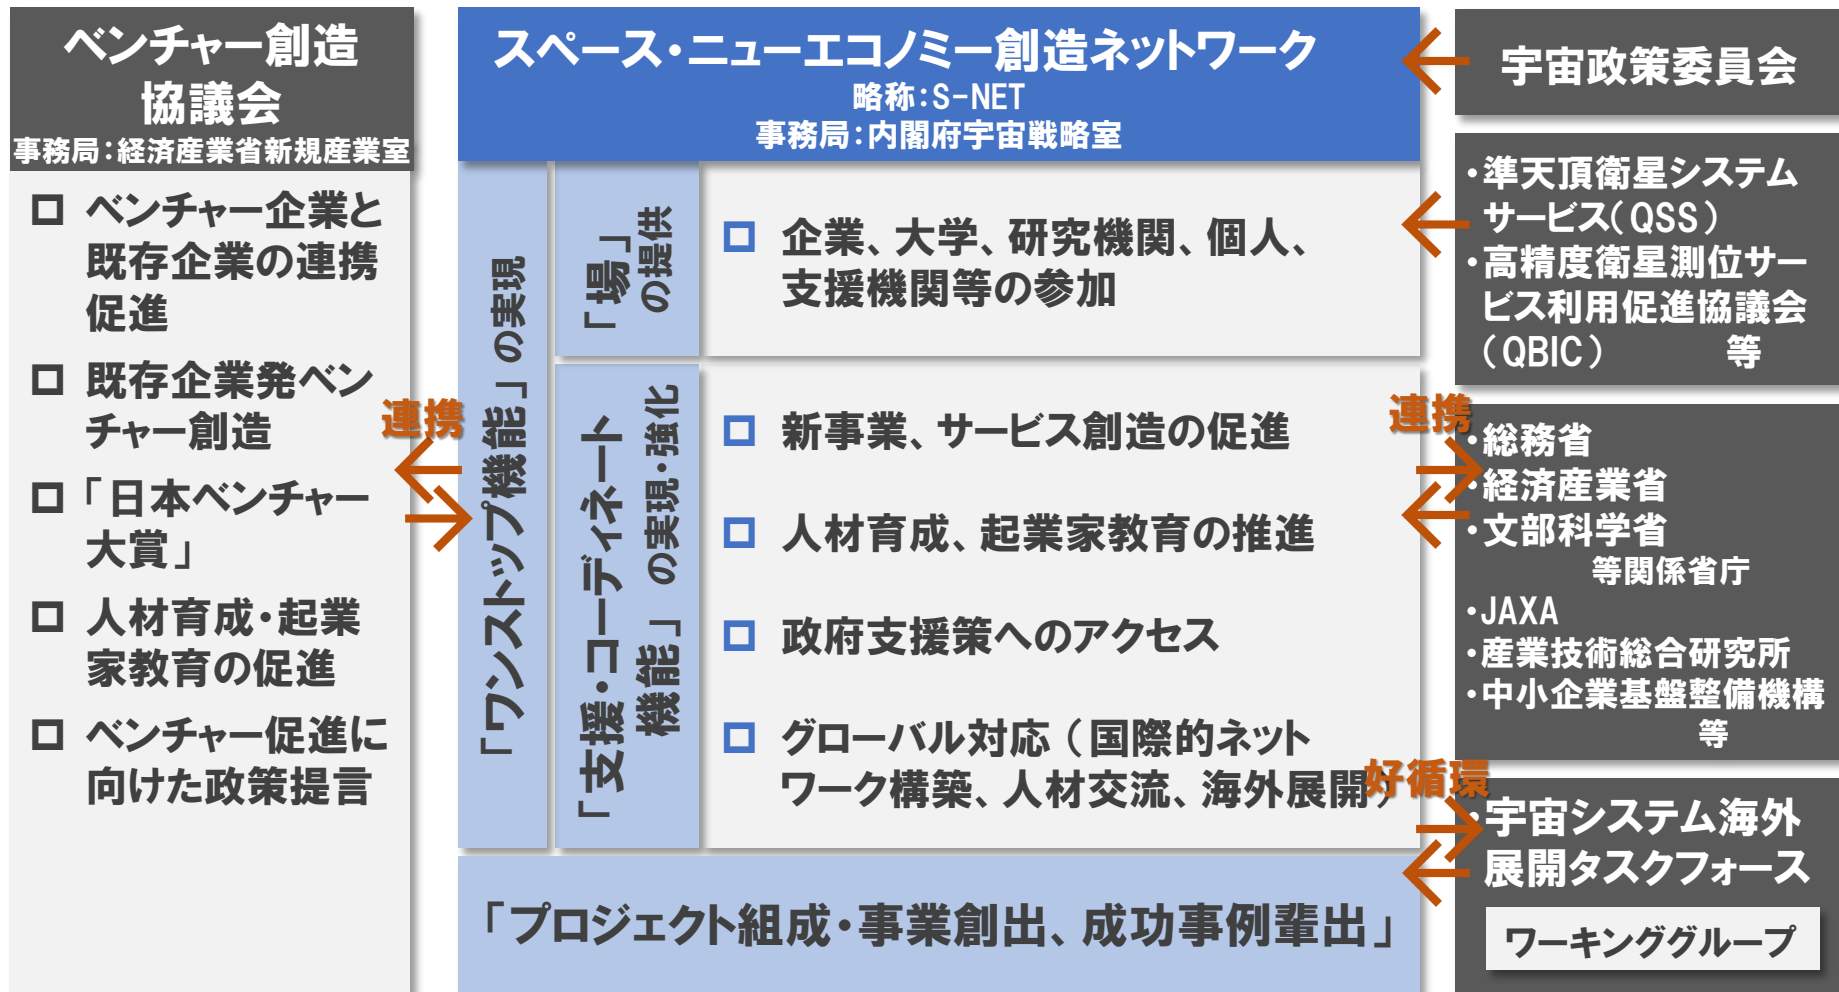 ベンチャー創造
協議会
事務局：経済産業省新規産業室
□ ベンチャー企業と
既存企業の連携
促進
□ 既存企業発ベン
チャー創造
□ 「日本ベンチャー
大賞」
□ 人材育成・起業
家教育の促進
□ ベンチャー促進に
向けた政策提言
連携
スペース・ニューエコノミー創造ネットワーク
略称：S-NET
事務局：内閣府宇宙戦略室
「ワンストップ機能」の実現
「場」
の提供
□ 企業、大学、研究機関、個人、
支援機関等の参加
「支援・コーディネート
機能」の実現・強化
□ 新事業、サービス創造の促進
□ 人材育成、起業家教育の推進
□ 政府支援策へのアクセス
□ グローバル対応（国際的ネット
ワーク構築、人材交流、海外展開）
「プロジェクト組成・事業創出、成功事例輩出」
宇宙政策委員会
・準天頂衛星システム
サービス（QSS）
・高精度衛星測位サー
ビス利用促進協議会
（QBIC） 等
連携
・総務省
・経済産業省
・文部科学省
等関係省庁
・JAXA
・産業技術総合研究所
・中小企業基盤整備機構
等
好循環
・宇宙システム海外
展開タスクフォース
ワーキンググループ